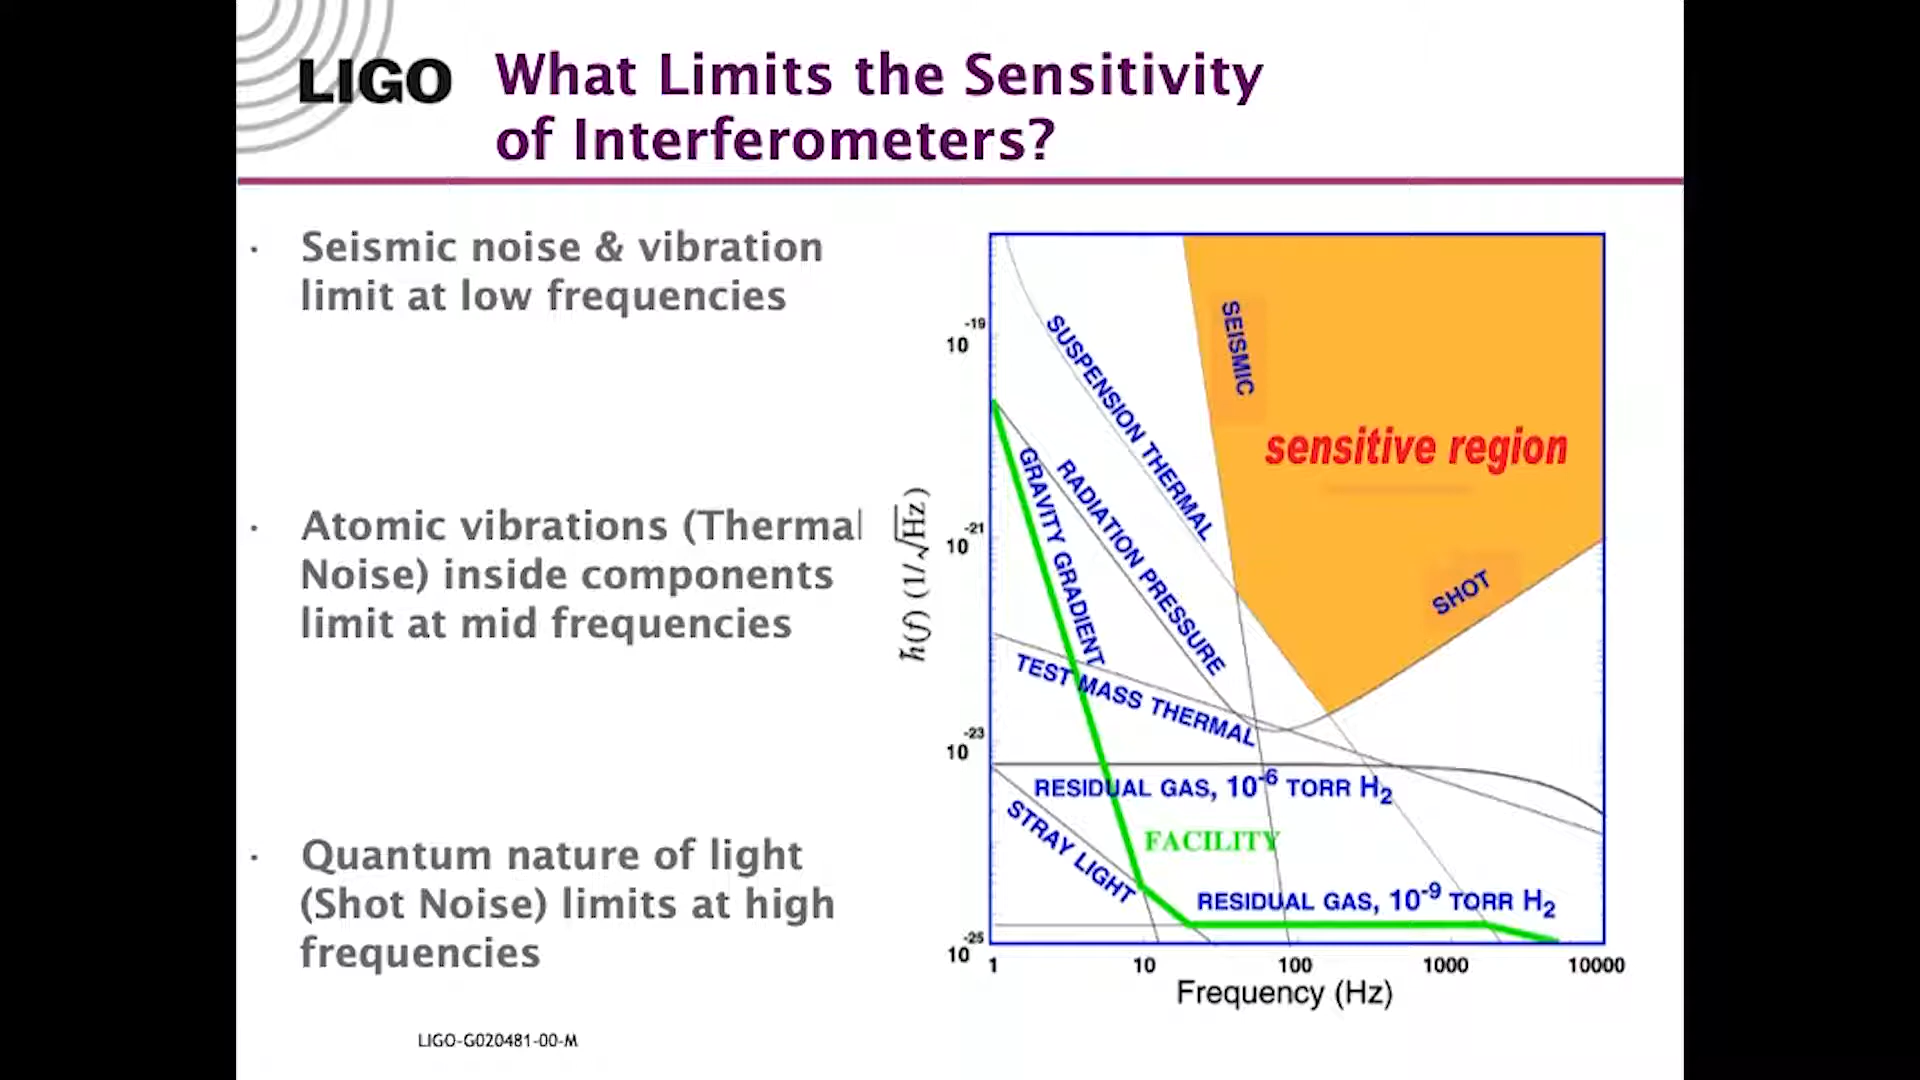 LIGO
What Limits the Sensitivity
of Interferometers?
· Seismic noise & vibration
limit at low frequencies
· Atomic vibrations (Thermal
Noise) inside components
limit at mid frequencies
· Quantum nature of light
(Shot Noise) limits at high
frequencies
LIGO-G020481-00-M
h(f) (1/√Hz)
10^-19
10^-21
10^-23
10^-25
SEISMIC
SUSPENSION THERMAL
sensitive region
GRAVITY GRADIENT
RADIATION PRESSURE
SHOT
TEST MASS THERMAL
RESIDUAL GAS, 10^-6 TORR H₂
STRAY LIGHT
FACILITY
RESIDUAL GAS, 10^-9 TORR H₂
1 10 100 1000 10000
Frequency (Hz)